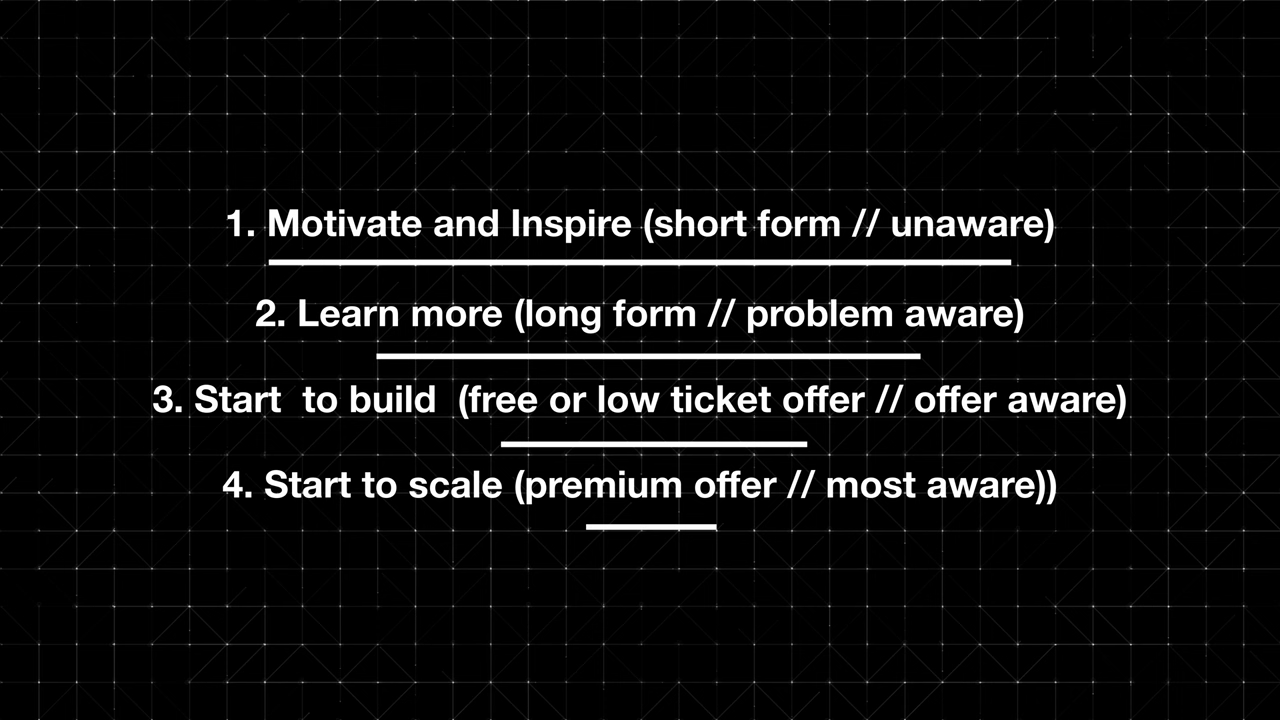 1. Motivate and Inspire (short form // unaware)
2. Learn more (long form // problem aware)
3. Start  to build  (free or low ticket offer // offer aware)
4. Start to scale (premium offer // most aware))